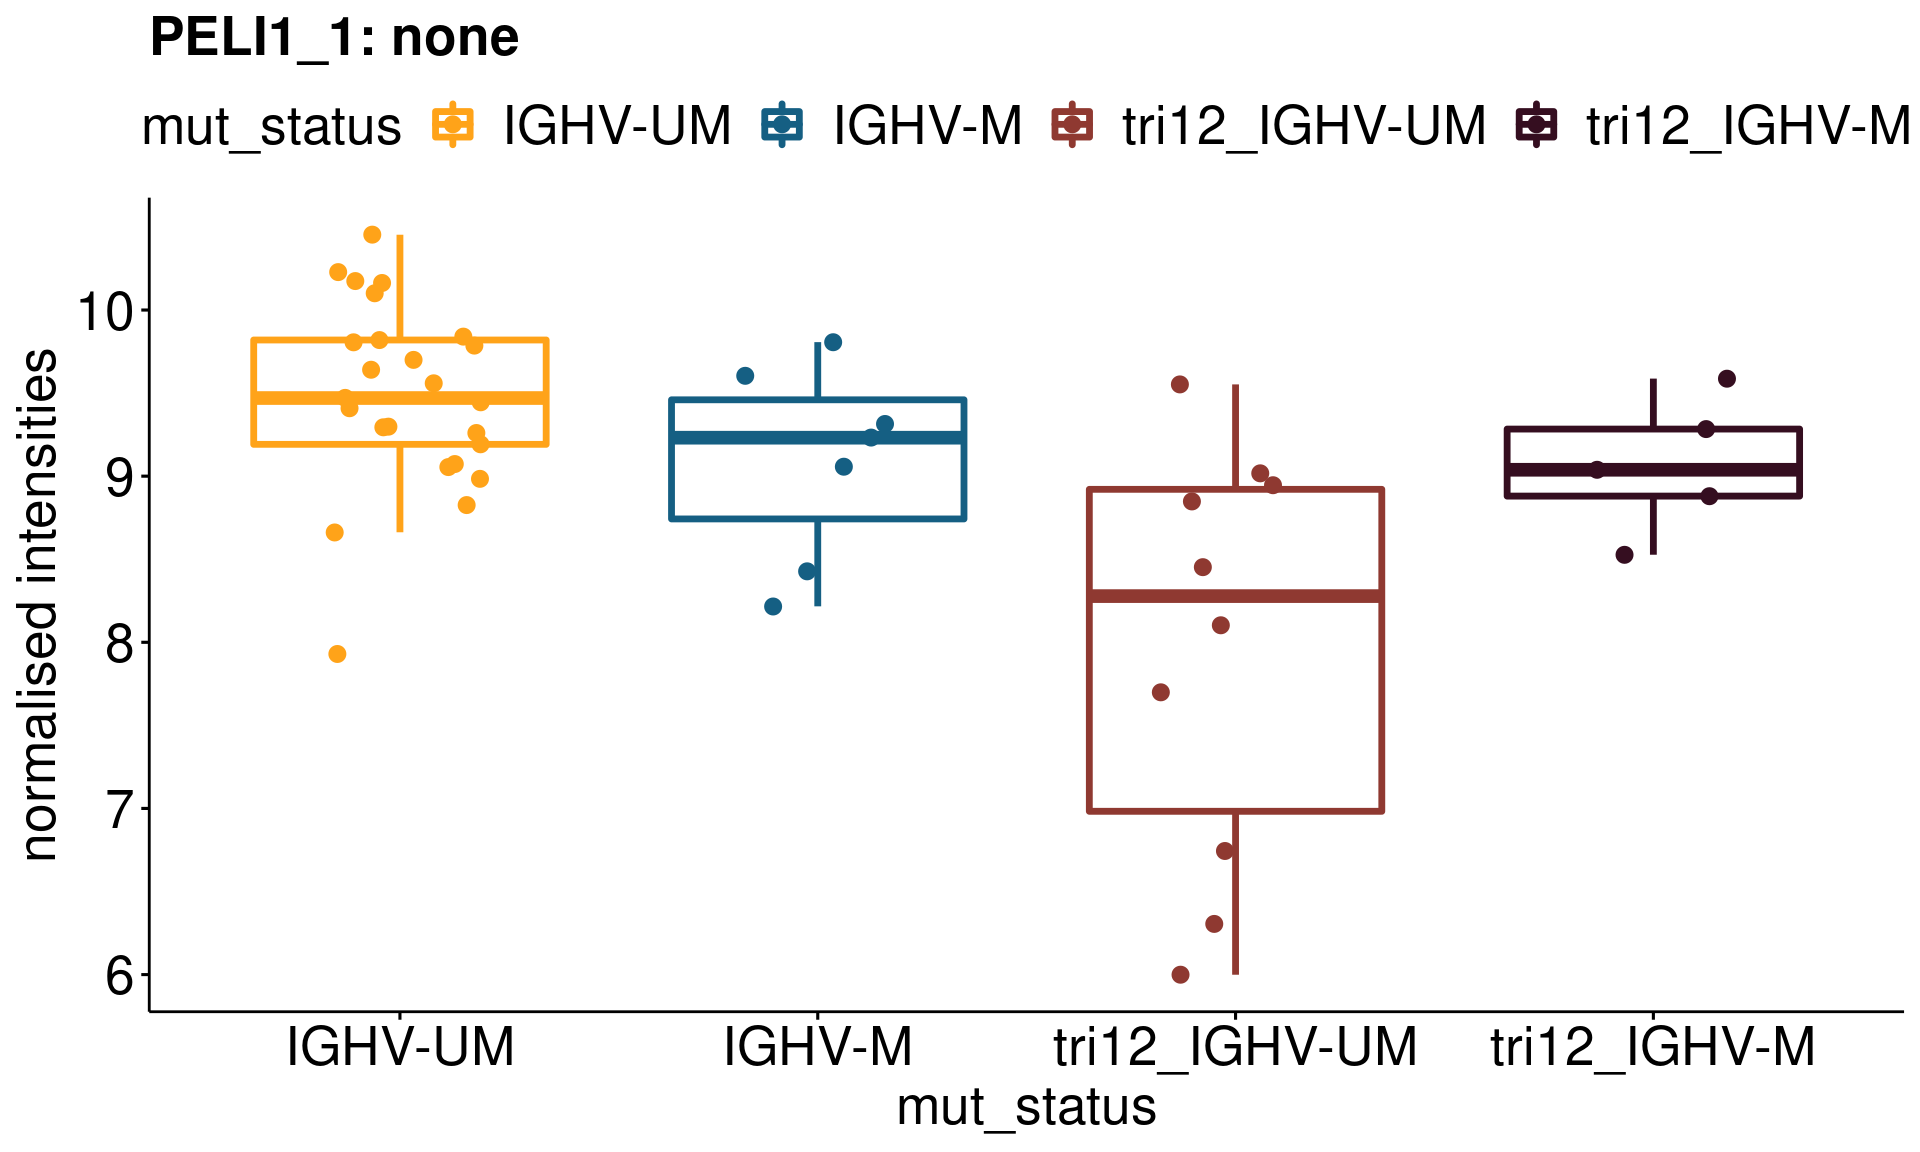 PELI1_1: none
mut_status IGHV-UM IGHV-M tri12_IGHV-UM tri12_IGHV-M
normalised intensities
10
9
8
7
6
IGHV-UM IGHV-M tri12_IGHV-UM tri12_IGHV-M
mut_status